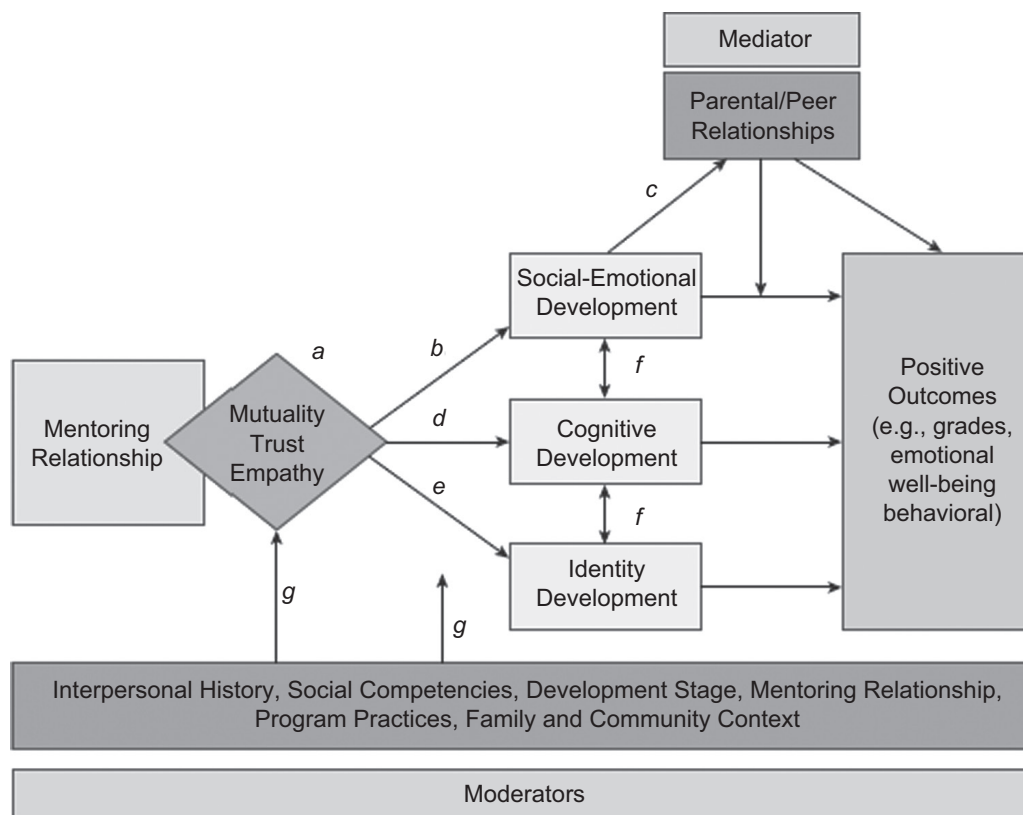 Mediator
Parental/Peer
Relationships
c
Social-Emotional
Development
a
b
f
Mentoring
Relationship
Mutuality
Trust
Empathy
d
Cognitive
Development
Positive
Outcomes
(e.g., grades,
emotional
well-being
behavioral)
e
f
Identity
Development
g
g
Interpersonal History, Social Competencies, Development Stage, Mentoring Relationship,
Program Practices, Family and Community Context
Moderators